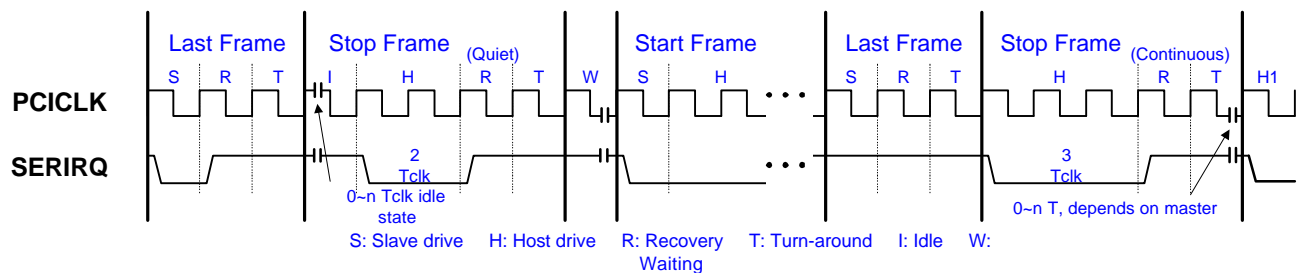 Last Frame Stop Frame Start Frame Last Frame Stop Frame
(Quiet) (Continuous)
S R T I H R T W S H S R T H R T H1
PCICLK
SERIRQ
2 3
Tclk Tclk
0~n Tclk idle
state
0~n T, depends on master
S: Slave drive H: Host drive R: Recovery T: Turn-around I: Idle W:
Waiting